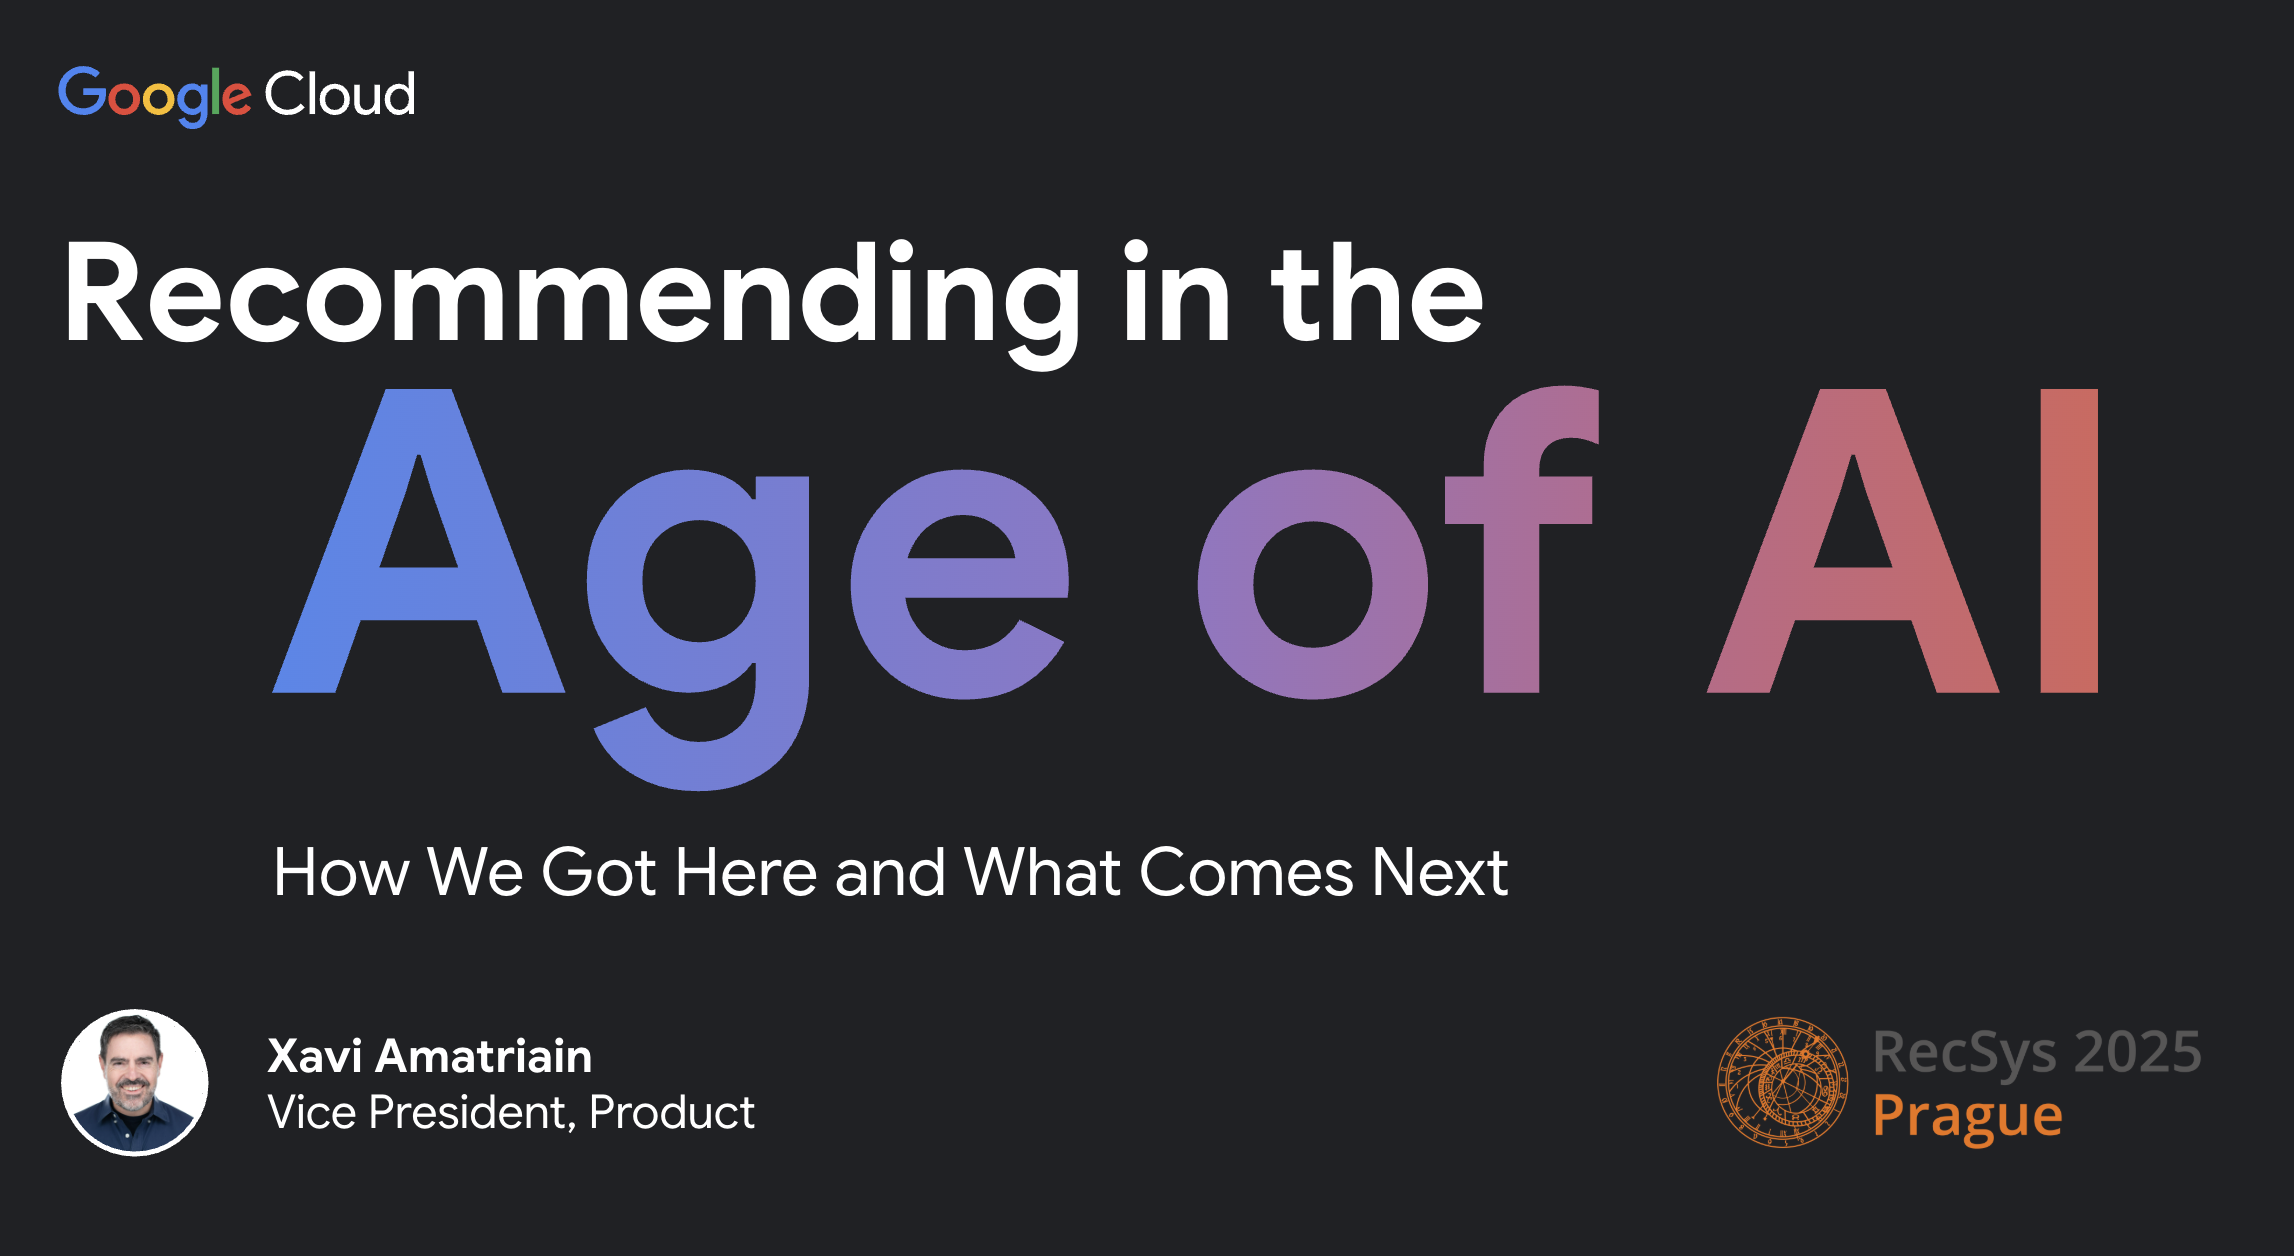 Google Cloud
Recommending in the
Age of AI
How We Got Here and What Comes Next
Xavi Amatriain
Vice President, Product
RecSys 2025
Prague